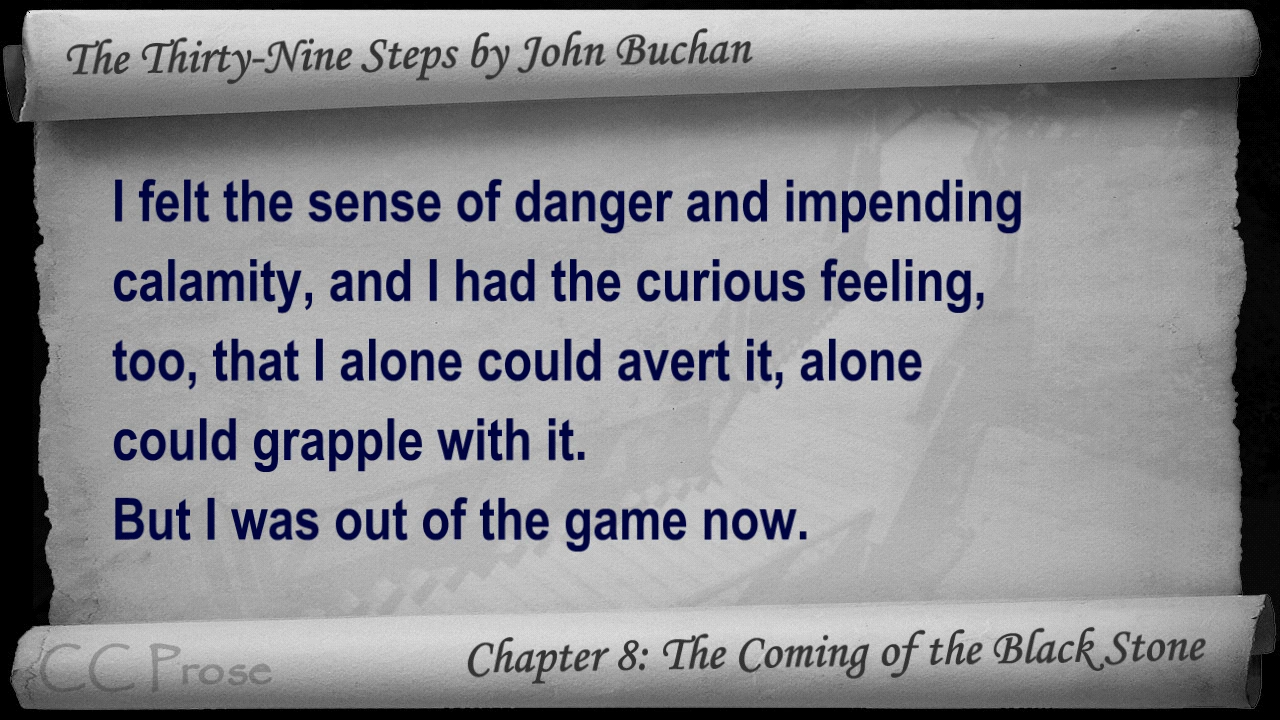 The Thirty-Nine Steps by John Buchan
I felt the sense of danger and impending
calamity, and I had the curious feeling,
too, that I alone could avert it, alone
could grapple with it.
But I was out of the game now.
CC Prose
Chapter 8: The Coming of the Black Stone